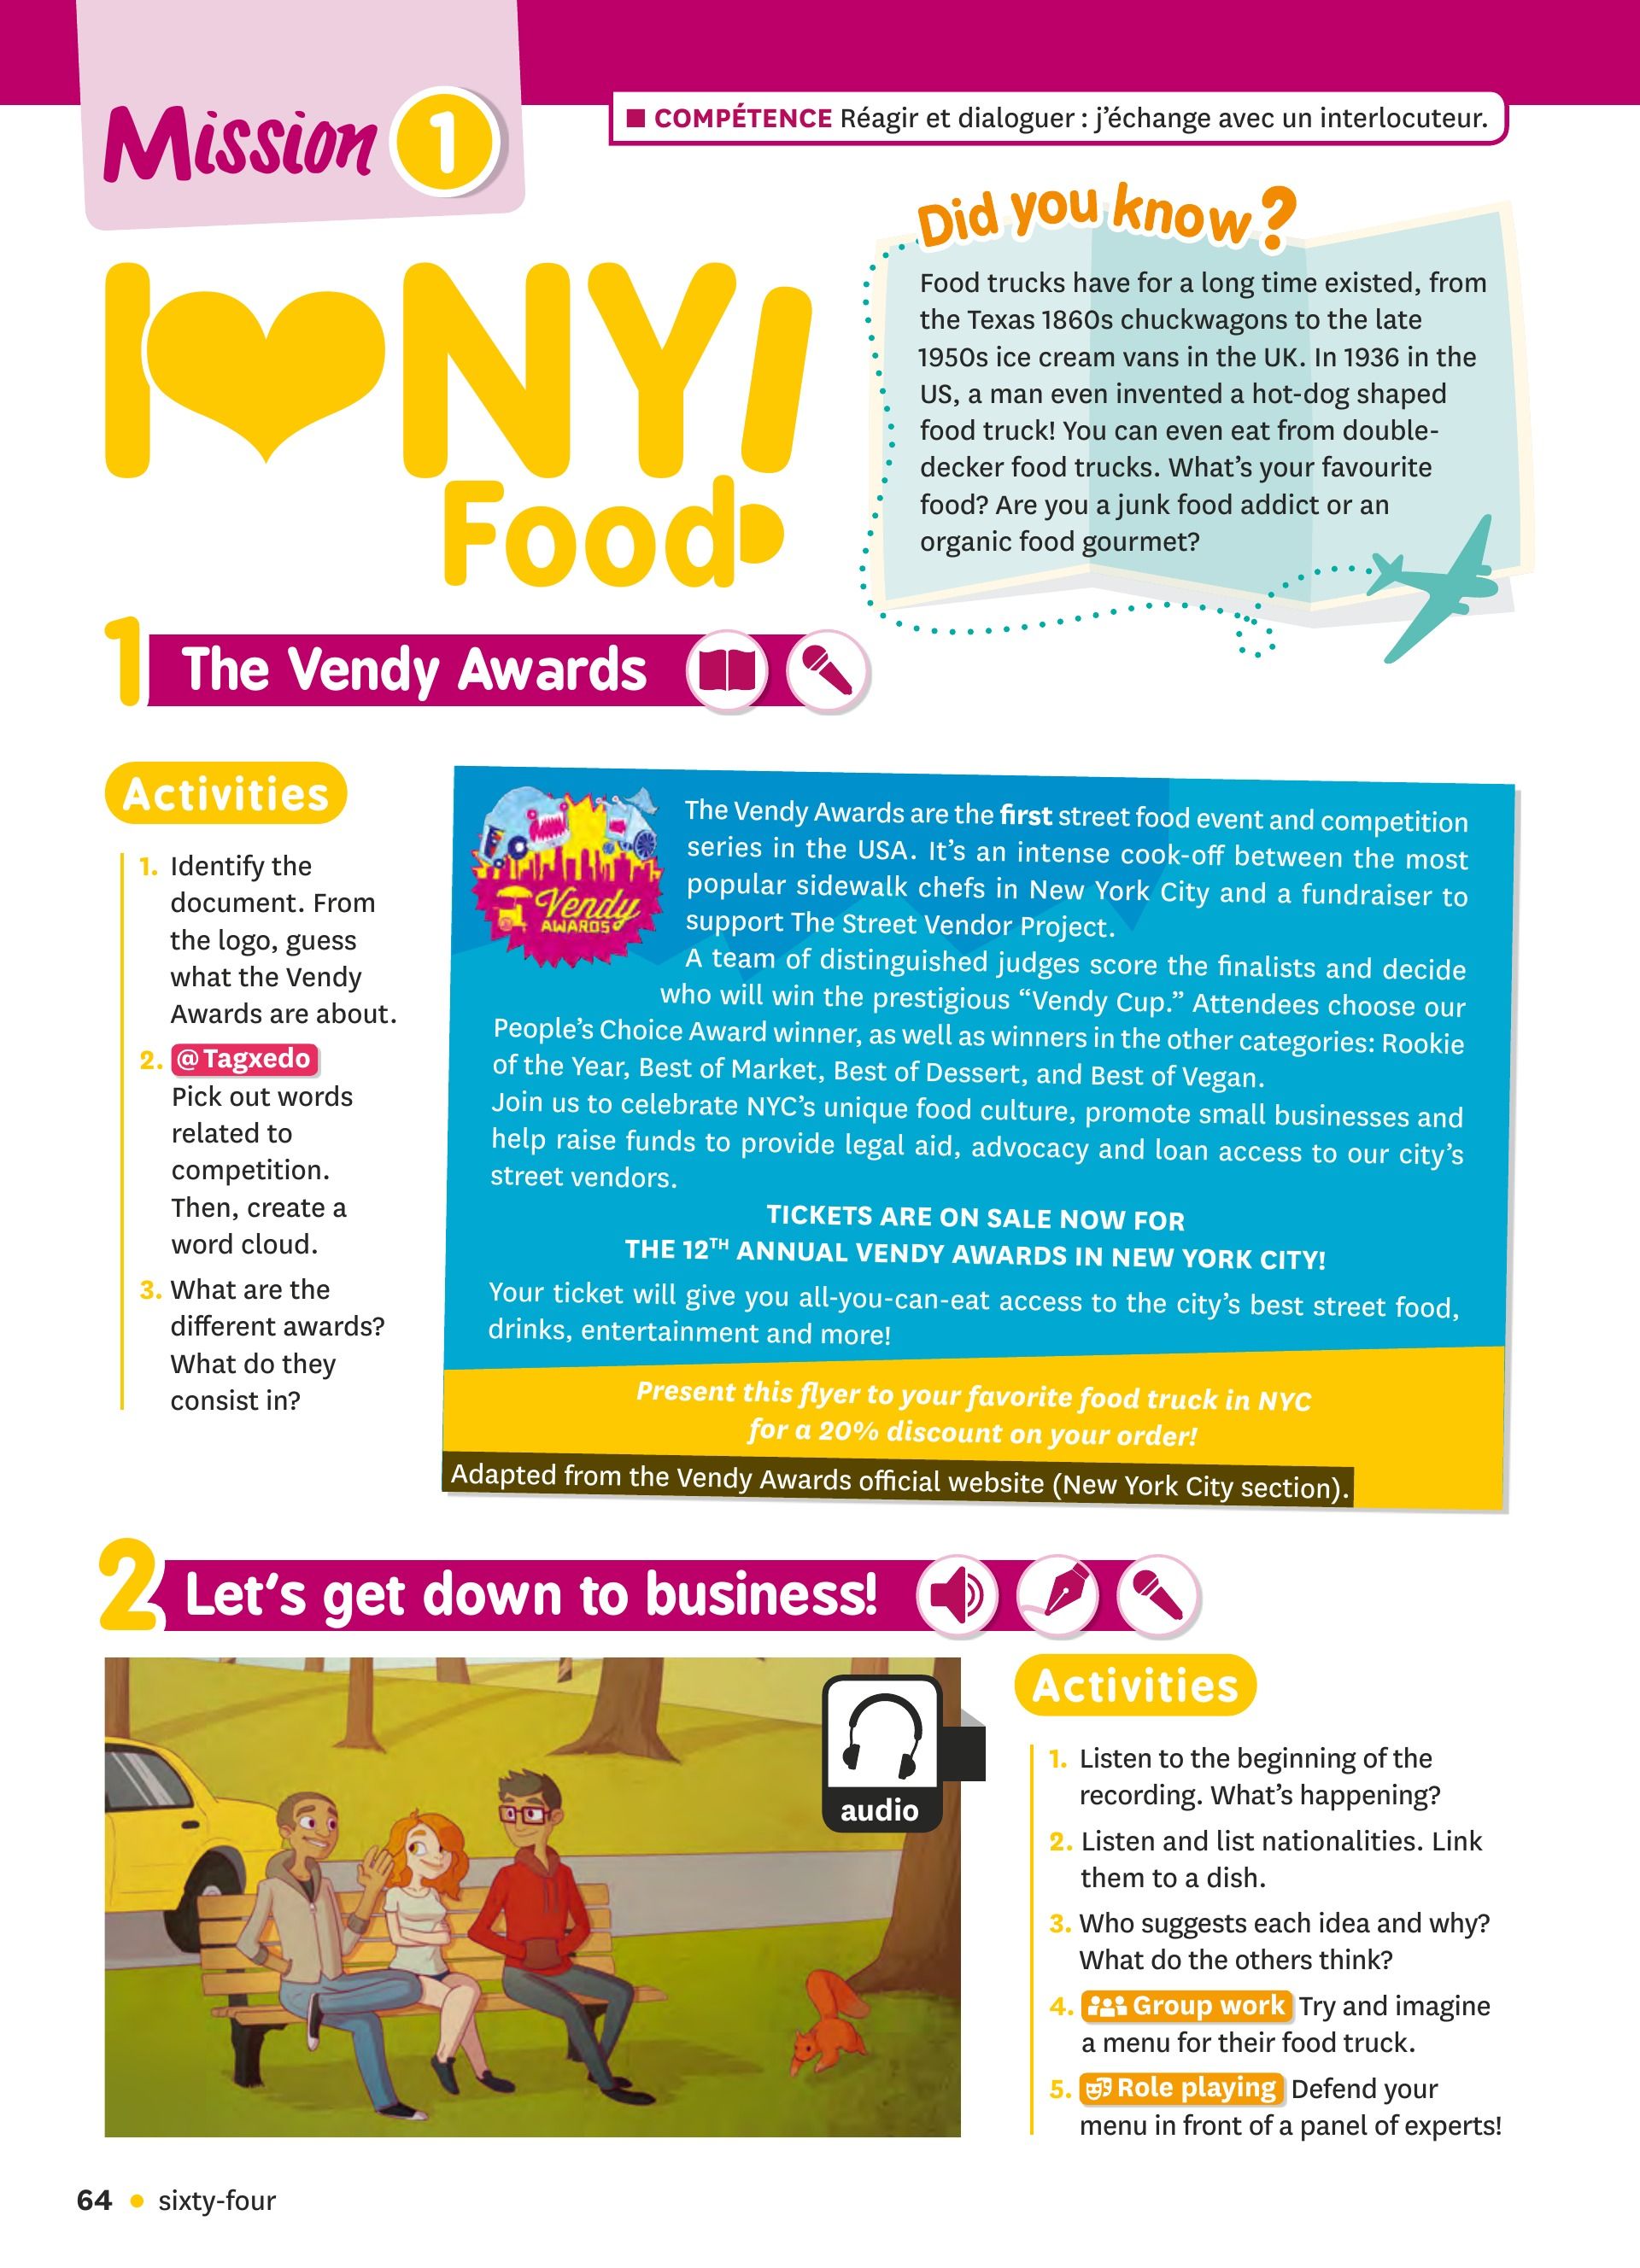 Mission 1
■ COMPÉTENCE Réagir et dialoguer : j'échange avec un interlocuteur.
I ♥ NY!
Food
Did you know?
Food trucks have for a long time existed, from
the Texas 1860s chuckwagons to the late
1950s ice cream vans in the UK. In 1936 in the
US, a man even invented a hot-dog shaped
food truck! You can even eat from double-
decker food trucks. What's your favourite
food? Are you a junk food addict or an
organic food gourmet?
1 The Vendy Awards
Activities
1. Identify the
document. From
the logo, guess
what the Vendy
Awards are about.
2. @Tagxedo
Pick out words
related to
competition.
Then, create a
word cloud.
3. What are the
different awards?
What do they
consist in?
Vendy
AWARDS
The Vendy Awards are the first street food event and competition
series in the USA. It's an intense cook-off between the most
popular sidewalk chefs in New York City and a fundraiser to
support The Street Vendor Project.
A team of distinguished judges score the finalists and decide
who will win the prestigious "Vendy Cup." Attendees choose our
People's Choice Award winner, as well as winners in the other categories: Rookie
of the Year, Best of Market, Best of Dessert, and Best of Vegan.
Join us to celebrate NYC's unique food culture, promote small businesses and
help raise funds to provide legal aid, advocacy and loan access to our city's
street vendors.
TICKETS ARE ON SALE NOW FOR
THE 12TH ANNUAL VENDY AWARDS IN NEW YORK CITY!
Your ticket will give you all-you-can-eat access to the city's best street food,
drinks, entertainment and more!
Present this flyer to your favorite food truck in NYC
for a 20% discount on your order!
Adapted from the Vendy Awards official website (New York City section).
2 Let's get down to business!
audio
Activities
1. Listen to the beginning of the
recording. What's happening?
2. Listen and list nationalities. Link
them to a dish.
3. Who suggests each idea and why?
What do the others think?
4. Group work Try and imagine
a menu for their food truck.
5. Role playing Defend your
menu in front of a panel of experts!
64 • sixty-four